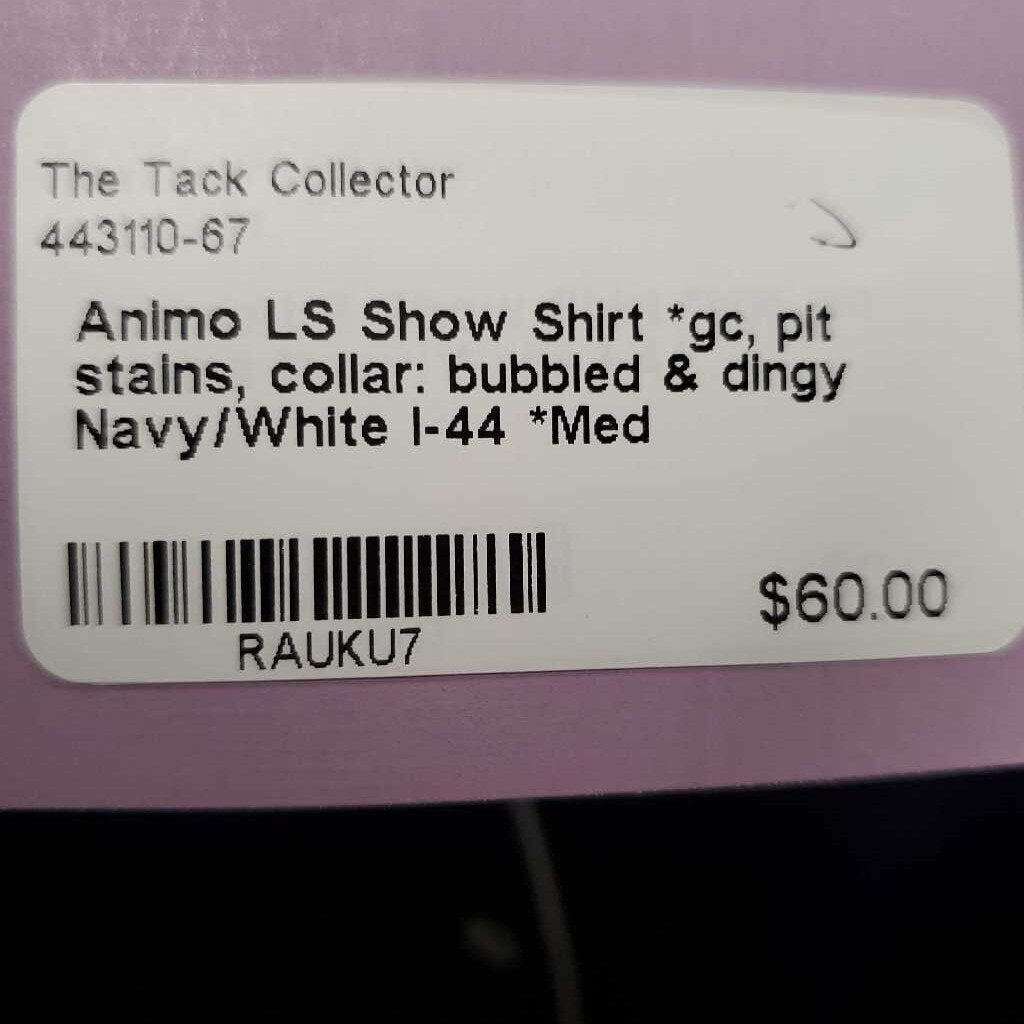 The Tack Collector
443110-67
Animo LS Show Shirt *gc, pit
stains, collar: bubbled & dingy
Navy/White I-44 *Med
RAUKU7
$60.00